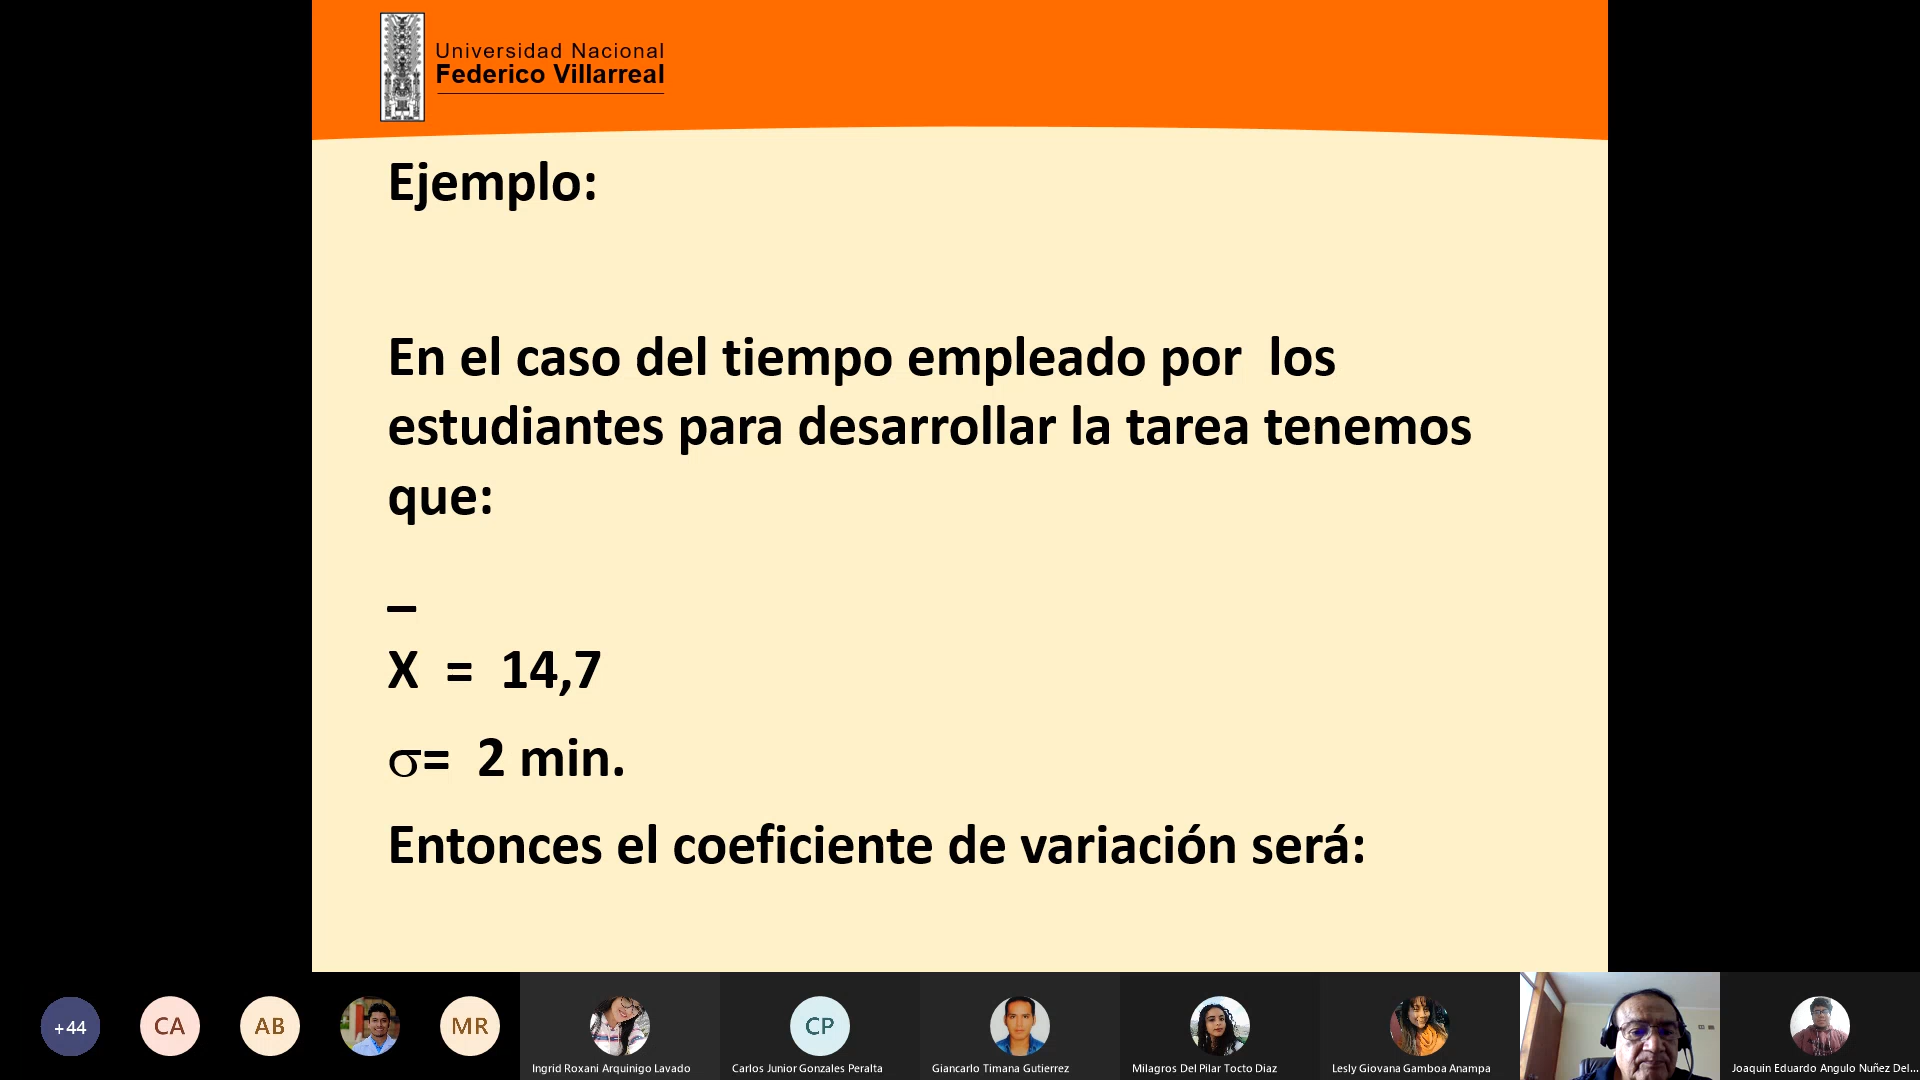 Universidad Nacional
Federico Villarreal
Ejemplo:
En el caso del tiempo empleado por los
estudiantes para desarrollar la tarea tenemos
que:
_
X = 14,7
σ= 2 min.
Entonces el coeficiente de variación será:
+44
CA
AB
MR
CP
Ingrid Roxani Arquinigo Lavado
Carlos Junior Gonzales Peralta
Giancarlo Timana Gutierrez
Milagros Del Pilar Tocto Diaz
Lesly Giovana Gamboa Anampa
Joaquin Eduardo Angulo Nuñez Del...